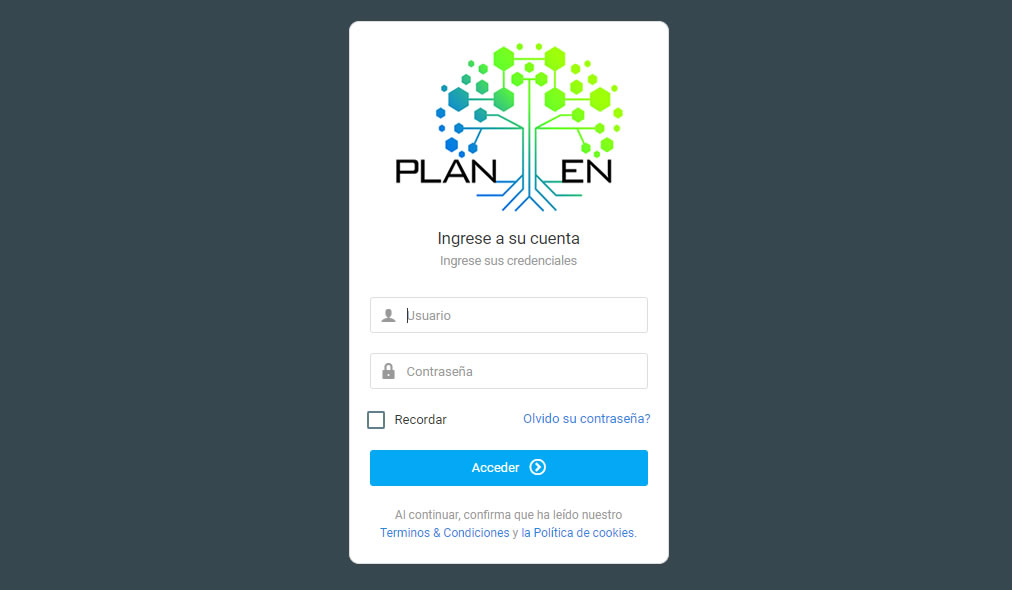 PLAN EN
Ingrese a su cuenta
Ingrese sus credenciales
Usuario
Contraseña
Recordar
Olvido su contraseña?
Acceder
Al continuar, confirma que ha leído nuestro
Terminos & Condiciones y la Política de cookies.